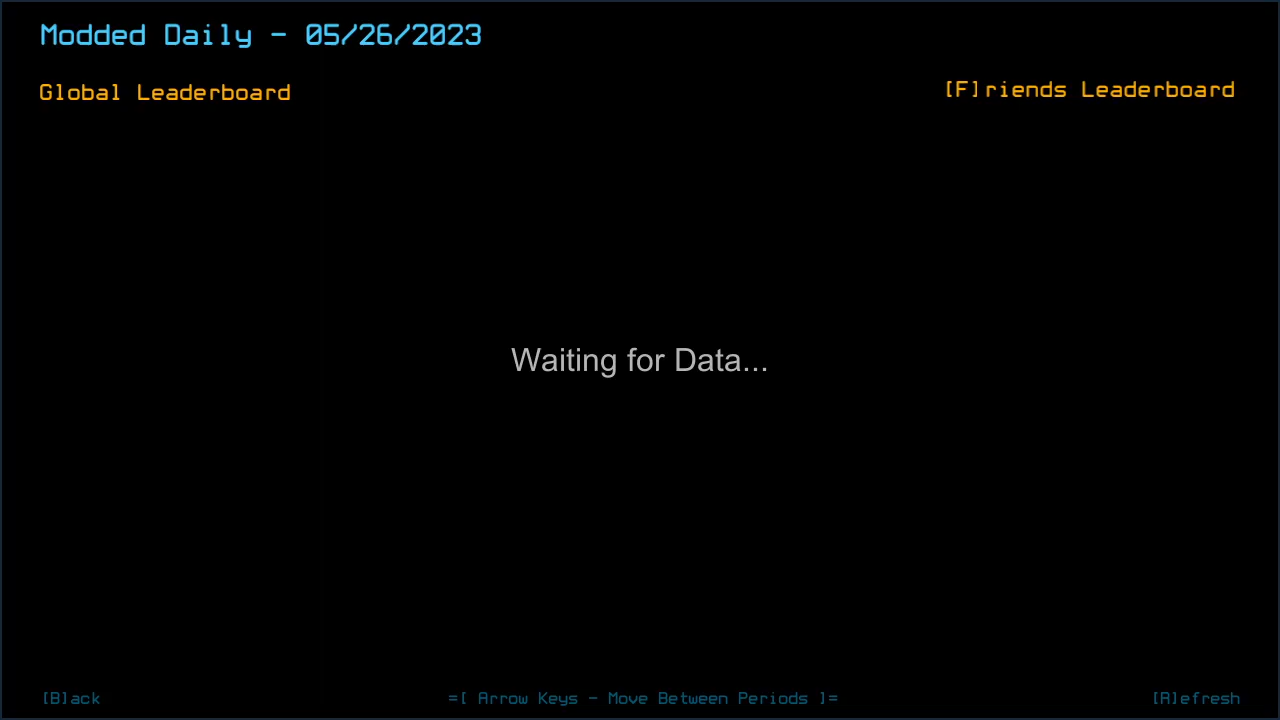 Modded Daily - 05/26/2023
Global Leaderboard
[F]riends Leaderboard
Waiting for Data...
[B]ack
=[ Arrow Keys - Move Between Periods ]=
[R]efresh